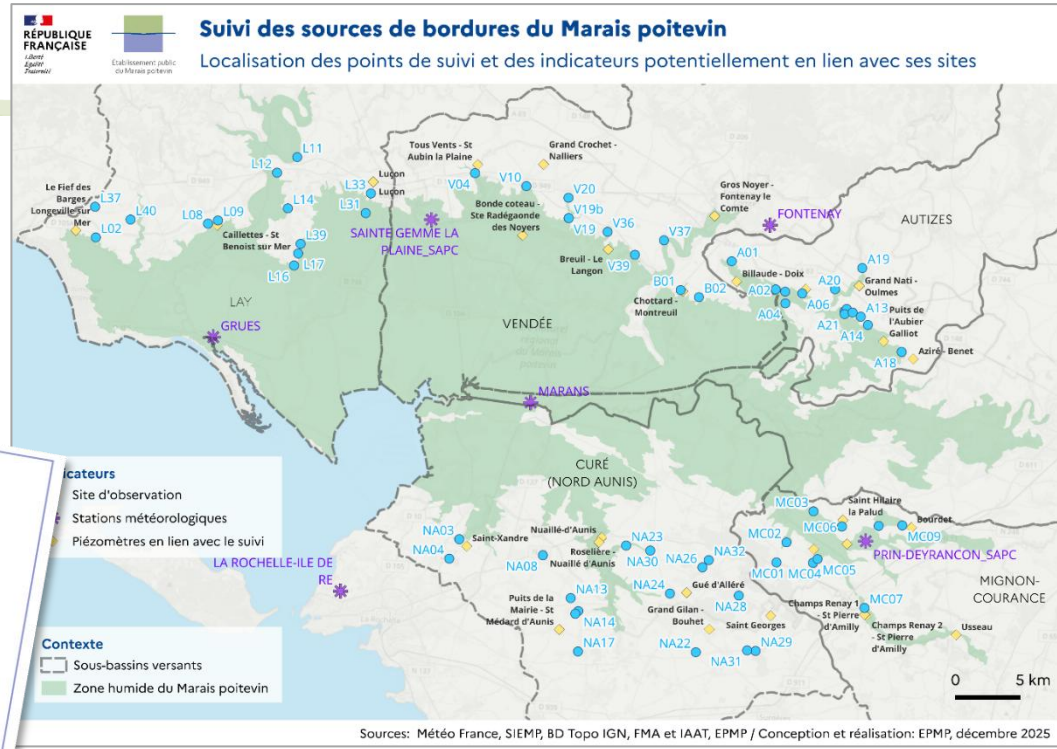 RÉPUBLIQUE
FRANÇAISE
Liberté
Égalité
Fraternité
Etablissement public
du Marais poitevin
Suivi des sources de bordures du Marais poitevin
Localisation des points de suivi et des indicateurs potentiellement en lien avec ses sites
L11
L12
Tous Vents - St
Aubin la Plaine
Grand Crochet -
Nalliers
Le Fief des
Barges -
Longeville sur
Mer
L37
L40
L02
L08
L09
Caillettes - St
Benoist sur Mer
L14
L33
Luçon
Luçon
L31
L39
L17
L16
V04
V10
SAINTE GEMME LA
PLAINE_SAPC
Bonde coteau -
Ste Radégaonde
des Noyers
V20
V19b
V19
V36
Breuil - Le
Langon
V39
V37
Gros Noyer -
Fontenay le
Comte
FONTENAY
AUTIZES
A01
Billaude - Doix
B01
B02
Chottard -
Montreuil
A02
A04
A06
A20
A19
Grand Nati -
Oulmes
A13
A21
A14
Puits de
l'Aubier
Galliot
A18
Aziré - Benet
LAY
GRUES
VENDÉE
MARANS
CURÉ
(NORD AUNIS)
icateurs
Site d'observation
Stations météorologiques
Piézomètres en lien avec le suivi
LA ROCHELLE-ILE DE
RE
Contexte
Sous-bassins versants
Zone humide du Marais poitevin
NA03
NA04
Saint-Xandre
Nuaillé-d'Aunis
Roselière -
Nuaillé d'Aunis
NA08
NA23
NA30
NA26
NA32
NA24
Gué d'Alléré
NA28
Puits de la
Mairie - St
Médard d'Aunis
NA13
NA14
NA17
Grand Gilan -
Bouhet
NA22
Saint Georges
NA31
NA29
MC03
Saint Hilaire
la Palud
MC06
Bourdet
MC09
MC02
PRIN-DEYRANCON_SAPC
MC01
MC04
MC05
MIGNON-
COURANCE
Champs Renay 1
- St Pierre
d'Amilly
MC07
Champs Renay 2
- St Pierre
d'Amilly
Usseau
0 5 km
Sources: Météo France, SIEMP, BD Topo IGN, FMA et IAAT, EPMP / Conception et réalisation: EPMP, décembre 2025